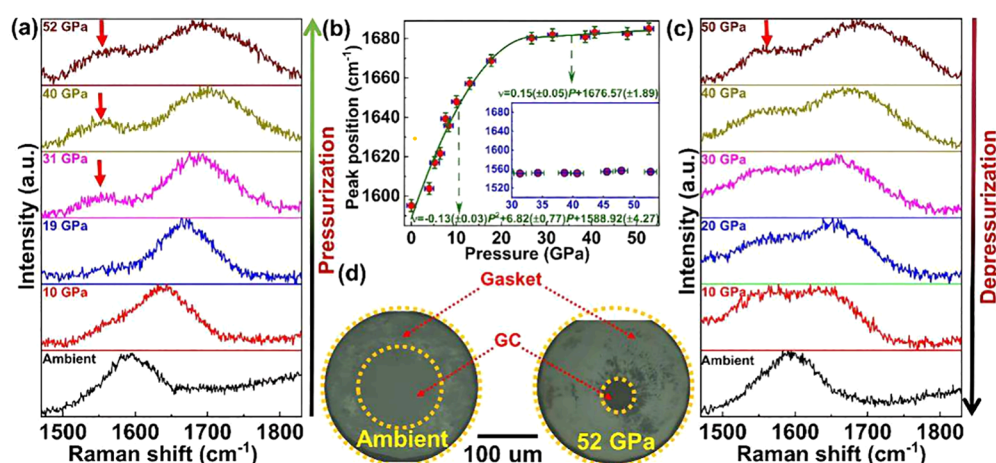 (a)
52 GPa
40 GPa
31 GPa
19 GPa
10 GPa
Ambient
Intensity (a.u.)
1500 1600 1700 1800
Raman shift (cm-1)
Pressurization
(b)
1680
1660
1640
1620
1600
Peak position (cm-1)
ν=0.15(±0.05)P+1676.57(±1.89)
1680
1640
1600
1560
1520
30 35 40 45 50
ν=-0.13(±0.03)P2+6.82(±0.77)P+1588.92(±4.27)
0 10 20 30 40 50
Pressure (GPa)
(d)
Gasket
GC
Ambient
52 GPa
100 um
(c)
50 GPa
40 GPa
30 GPa
20 GPa
10 GPa
Ambient
Intensity (a.u.)
1500 1600 1700 1800
Raman shift (cm-1)
Depressurization